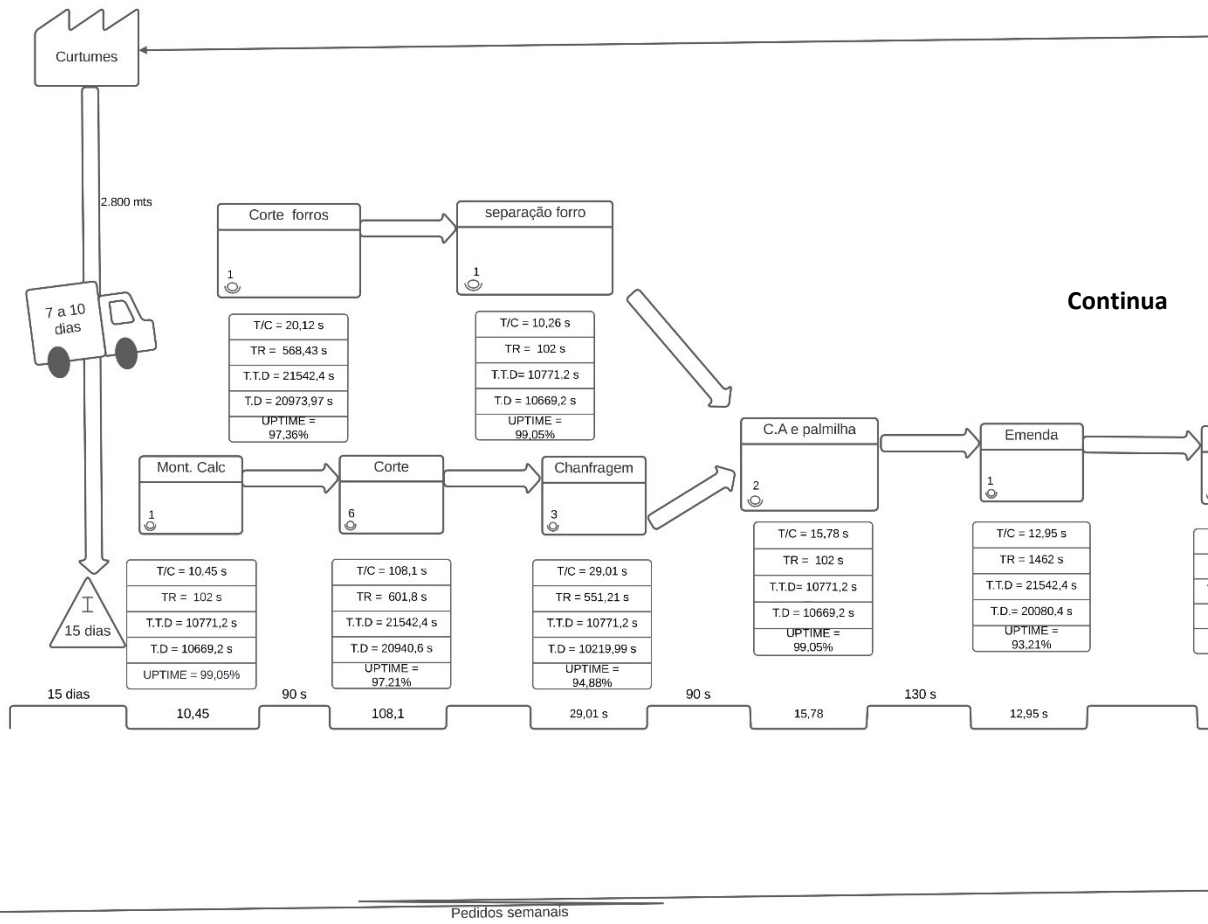 Curtumes
2.800 mts
7 a 10
dias
Corte forros
1
separação forro
1
Continua
T/C = 20,12 s
TR = 568,43 s
T.T.D = 21542,4 s
T.D = 20973,97 s
UPTIME =
97,36%
T/C = 10,26 s
TR = 102 s
T.T.D= 10771,2 s
T.D = 10669,2 s
UPTIME =
99,05%
Mont. Calc
1
Corte
6
Chanfragem
3
C.A e palmilha
2
Emenda
1
I
15 dias
T/C = 10,45 s
TR = 102 s
T.T.D = 10771,2 s
T.D = 10669,2 s
UPTIME = 99,05%
T/C = 108,1 s
TR = 601,8 s
T.T.D = 21542,4 s
T.D = 20940,6 s
UPTIME =
97,21%
T/C = 29,01 s
TR = 551,21 s
T.T.D = 10771,2 s
T.D = 10219,99 s
UPTIME =
94,88%
T/C = 15,78 s
TR = 102 s
T.T.D= 10771,2 s
T.D = 10669,2 s
UPTIME =
99,05%
T/C = 12,95 s
TR = 1462 s
T.T.D = 21542,4 s
T.D.= 20080,4 s
UPTIME =
93,21%
15 dias
90 s
90 s
130 s
10,45
108,1
29,01 s
15,78
12,95 s
Pedidos semanais